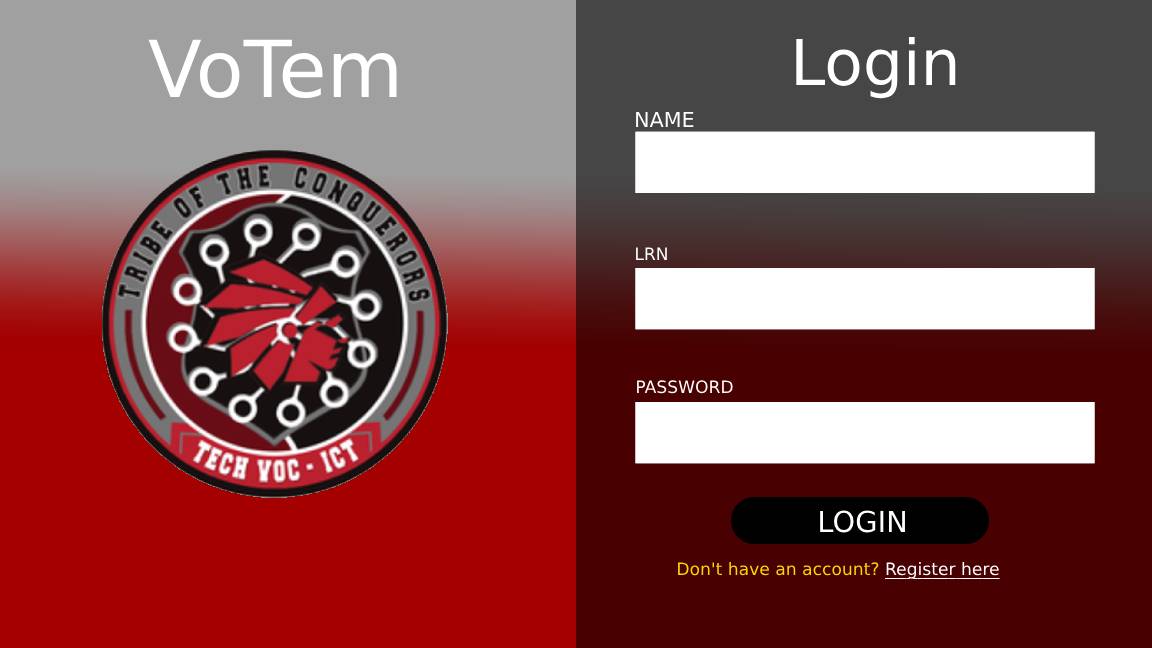 VoTem
TRIBE OF THE CONQUERORS
TECH VOC - ICT
Login
NAME
LRN
PASSWORD
LOGIN
Don't have an account? Register here